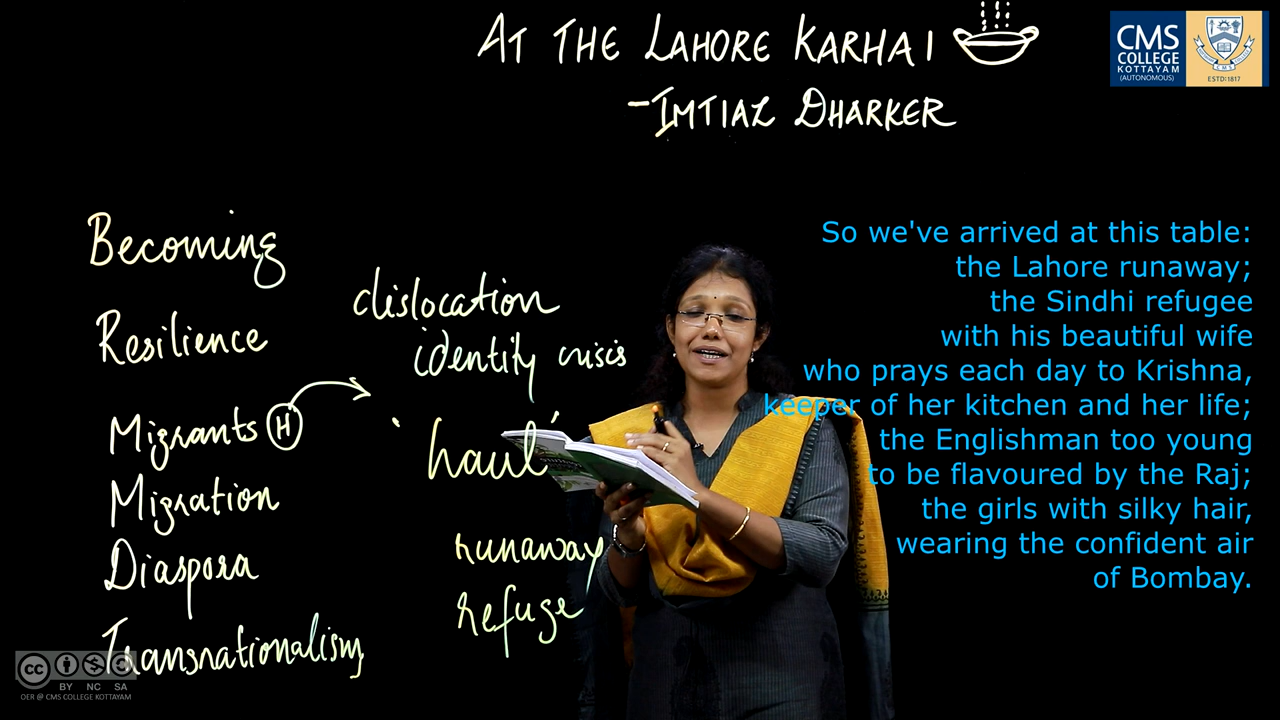 AT THE LAHORE KARHAI
-IMTIAZ DHARKER
CMS
COLLEGE
KOTTAYAM
(AUTONOMOUS)
ESTD:1817
Becoming
Resilience
Migrants H
Migration
Diaspora
Transnationalism
dislocation
identity crisis
'haul'
runaway
refuge
So we've arrived at this table:
the Lahore runaway;
the Sindhi refugee
with his beautiful wife
who prays each day to Krishna,
keeper of her kitchen and her life;
the Englishman too young
to be flavoured by the Raj;
the girls with silky hair,
wearing the confident air
of Bombay.
cc
BY NC SA
OER @ CMS COLLEGE KOTTAYAM